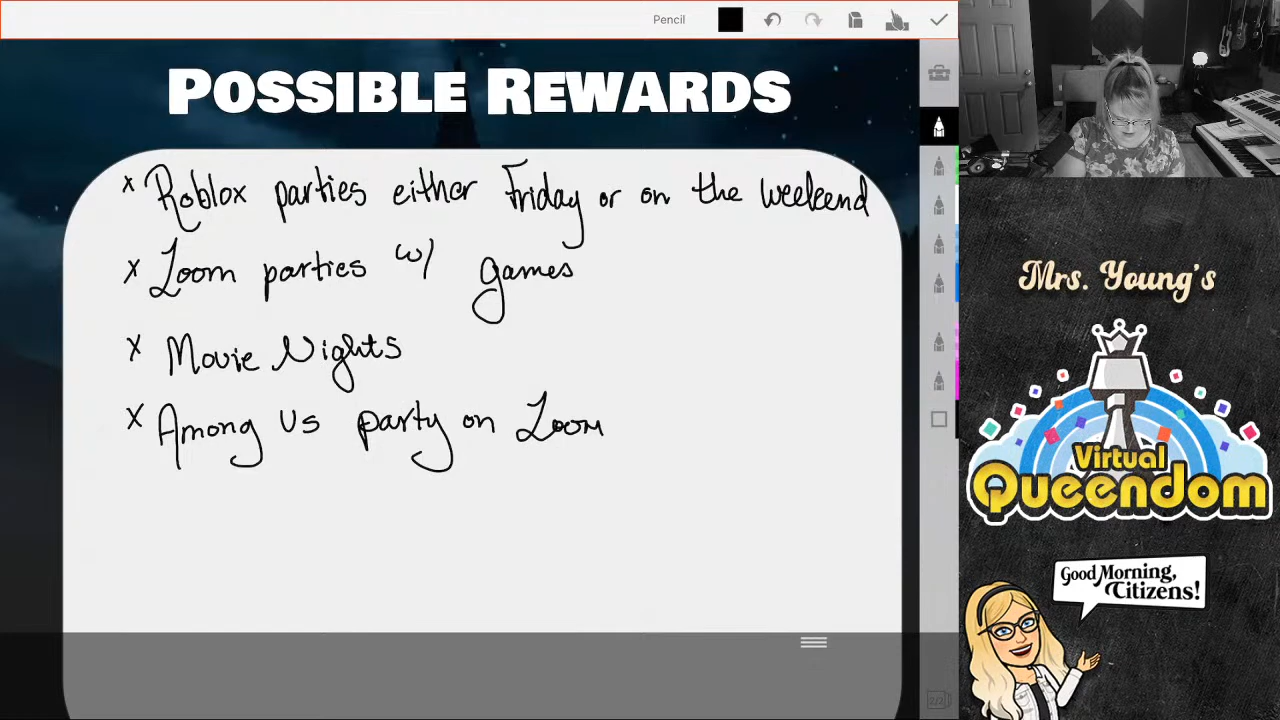 Pencil
Possible Rewards
x Roblox parties either Friday or on the weekend
x Zoom parties w/ games
x Movie Nights
x Among Us party on Zoom
Mrs. Young's
Virtual
Queendom
Good Morning,
Citizens!